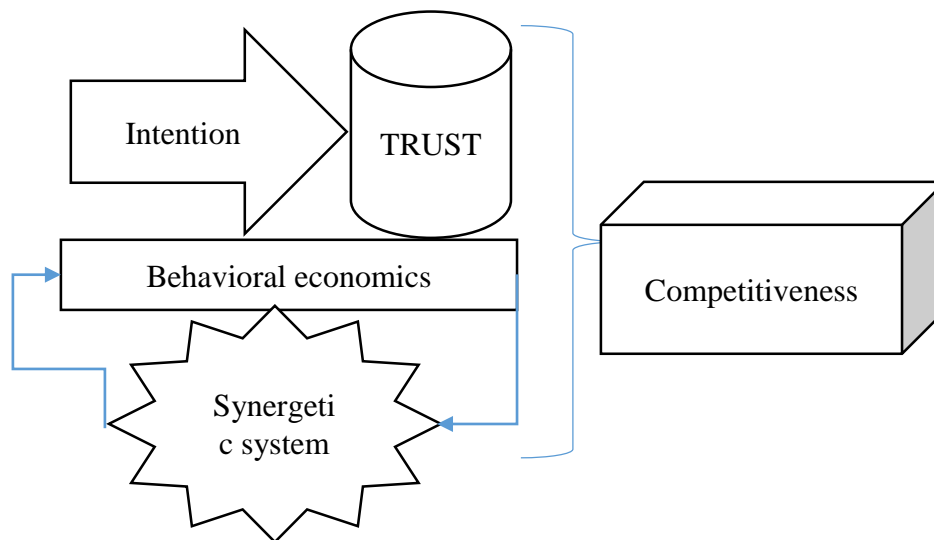 Intention
TRUST
Behavioral economics
Competitiveness
Synergeti
c system